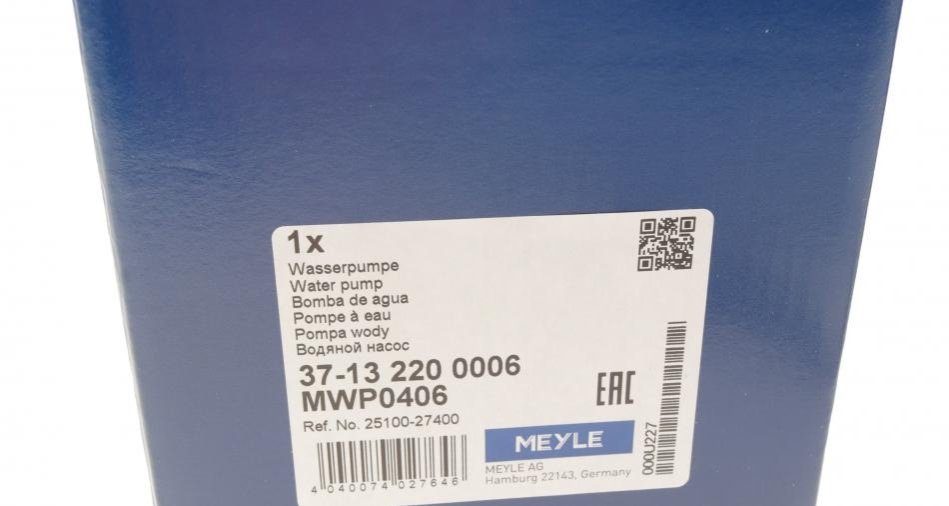 1x
Wasserpumpe
Water pump
Bomba de agua
Pompe à eau
Pompa wody
Водяной насос
37-13 220 0006
MWP0406
Ref. No. 25100-27400
EAC
4 040074 027646
MEYLE
MEYLE AG
Hamburg 22143, Germany
000U227